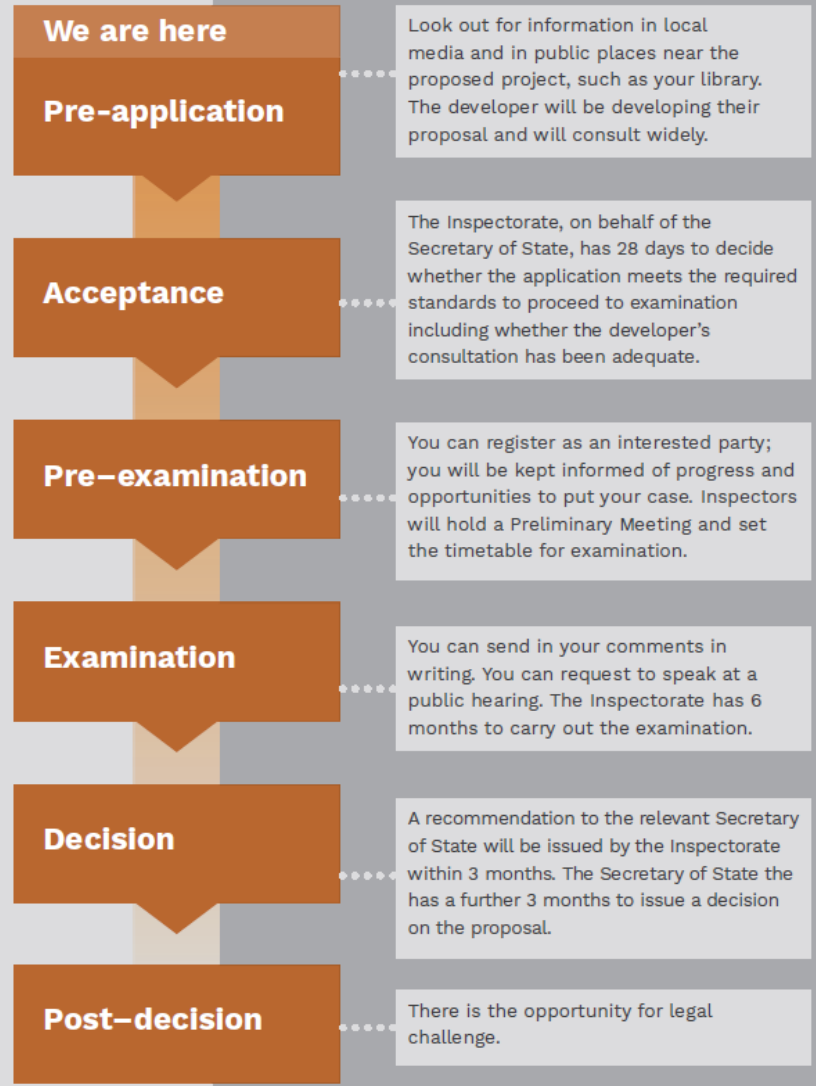 We are here
Pre-application
Look out for information in local
media and in public places near the
proposed project, such as your library.
The developer will be developing their
proposal and will consult widely.
Acceptance
The Inspectorate, on behalf of the
Secretary of State, has 28 days to decide
whether the application meets the required
standards to proceed to examination
including whether the developer’s
consultation has been adequate.
Pre–examination
You can register as an interested party;
you will be kept informed of progress and
opportunities to put your case. Inspectors
will hold a Preliminary Meeting and set
the timetable for examination.
Examination
You can send in your comments in
writing. You can request to speak at a
public hearing. The Inspectorate has 6
months to carry out the examination.
Decision
A recommendation to the relevant Secretary
of State will be issued by the Inspectorate
within 3 months. The Secretary of State the
has a further 3 months to issue a decision
on the proposal.
Post–decision
There is the opportunity for legal
challenge.